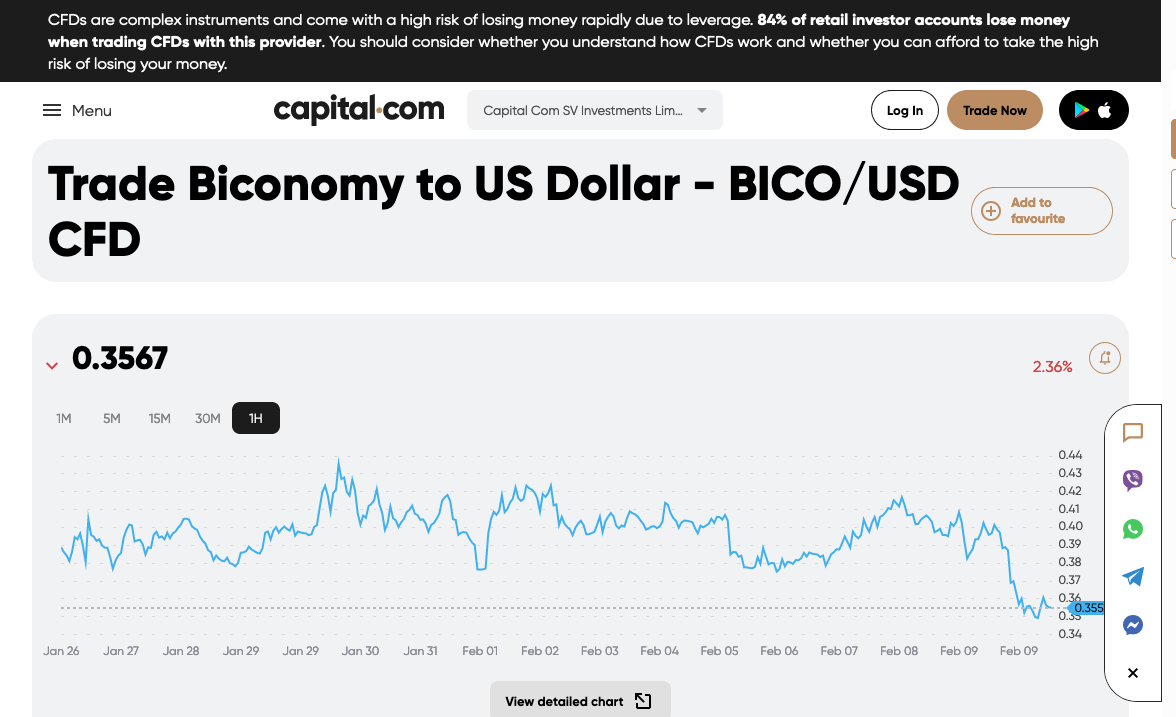 CFDs are complex instruments and come with a high risk of losing money rapidly due to leverage. 84% of retail investor accounts lose money
when trading CFDs with this provider. You should consider whether you understand how CFDs work and whether you can afford to take the high
risk of losing your money.
Menu
capital.com
Capital Com SV Investments Lim...
Log In
Trade Now
Trade Biconomy to US Dollar - BICO/USD
CFD
Add to
favourite
0.3567
2.36%
1M 5M 15M 30M 1H
0.44
0.43
0.42
0.41
0.40
0.39
0.38
0.37
0.36
0.355
0.35
0.34
Jan 26 Jan 27 Jan 28 Jan 29 Jan 29 Jan 30 Jan 31 Feb 01 Feb 02 Feb 03 Feb 04 Feb 05 Feb 06 Feb 07 Feb 08 Feb 09 Feb 09
View detailed chart